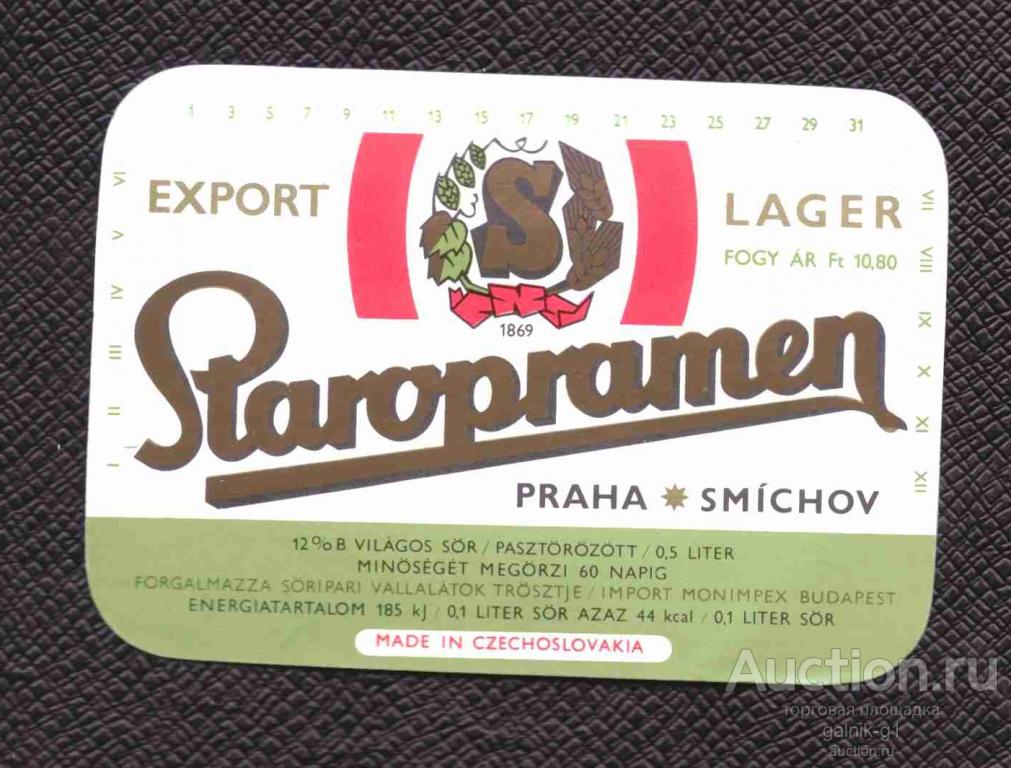 1 3 5 7 9 11 13 15 17 19 21 23 25 27 29 31
I II III IV V VI
EXPORT
S
LAGER
FOGY ÁR Ft 10,80
VII VIII IX X XI XII
1869
Staropramen
PRAHA ✷ SMÍCHOV
12%B VILÁGOS SÖR / PASZTŐRÖZÖTT / 0,5 LITER
MINŐSÉGÉT MEGŐRZI 60 NAPIG
FORGALMAZZA SÖRIPARI VÁLLALATOK TRÖSZTJE / IMPORT MONIMPEX BUDAPEST
ENERGIATARTALOM 185 kJ / 0,1 LITER SÖR AZAZ 44 kcal / 0,1 LITER SÖR
MADE IN CZECHOSLOVAKIA
Auction.ru
торговая площадка
galnik-g1
auction.ru